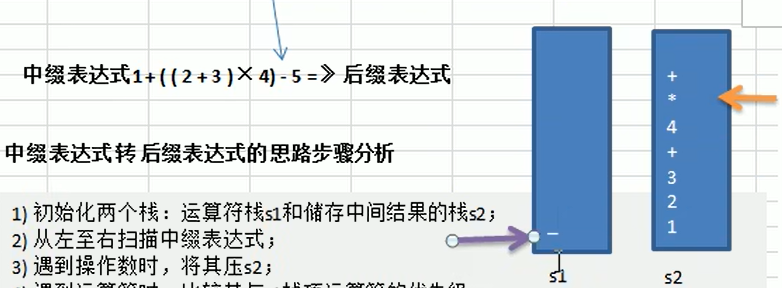 中缀表达式1+((2+3)×4)-5=》后缀表达式
中缀表达式转后缀表达式的思路步骤分析
1) 初始化两个栈：运算符栈s1和储存中间结果的栈s2；
2) 从左至右扫描中缀表达式；
3) 遇到操作数时，将其压s2；
−
s1
+
*
4
+
3
2
1
s2